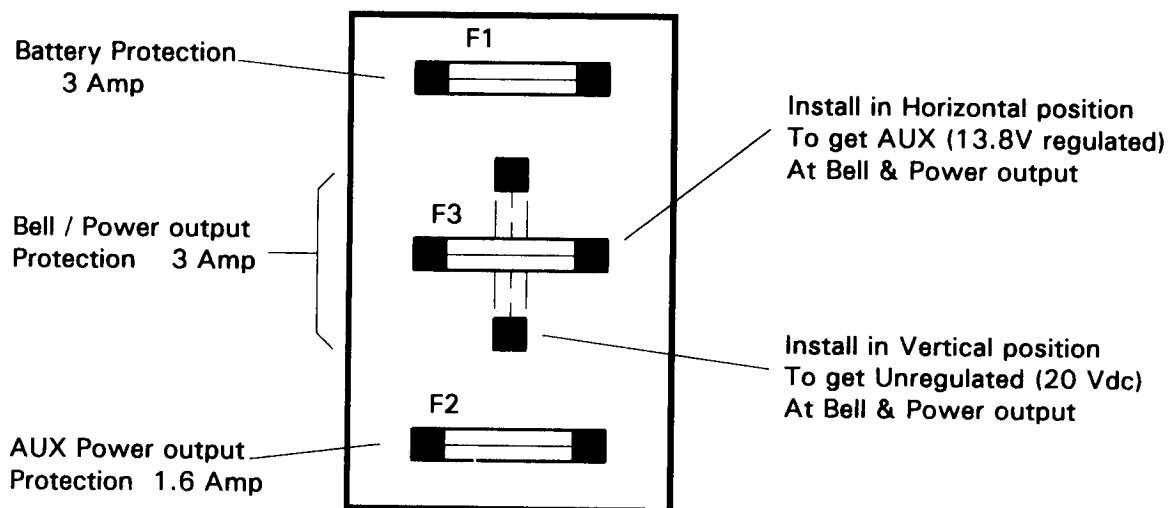 F1
Battery Protection
3 Amp
Install in Horizontal position
To get AUX (13.8V regulated)
At Bell & Power output
F3
Bell / Power output
Protection 3 Amp
Install in Vertical position
To get Unregulated (20 Vdc)
At Bell & Power output
F2
AUX Power output
Protection 1.6 Amp